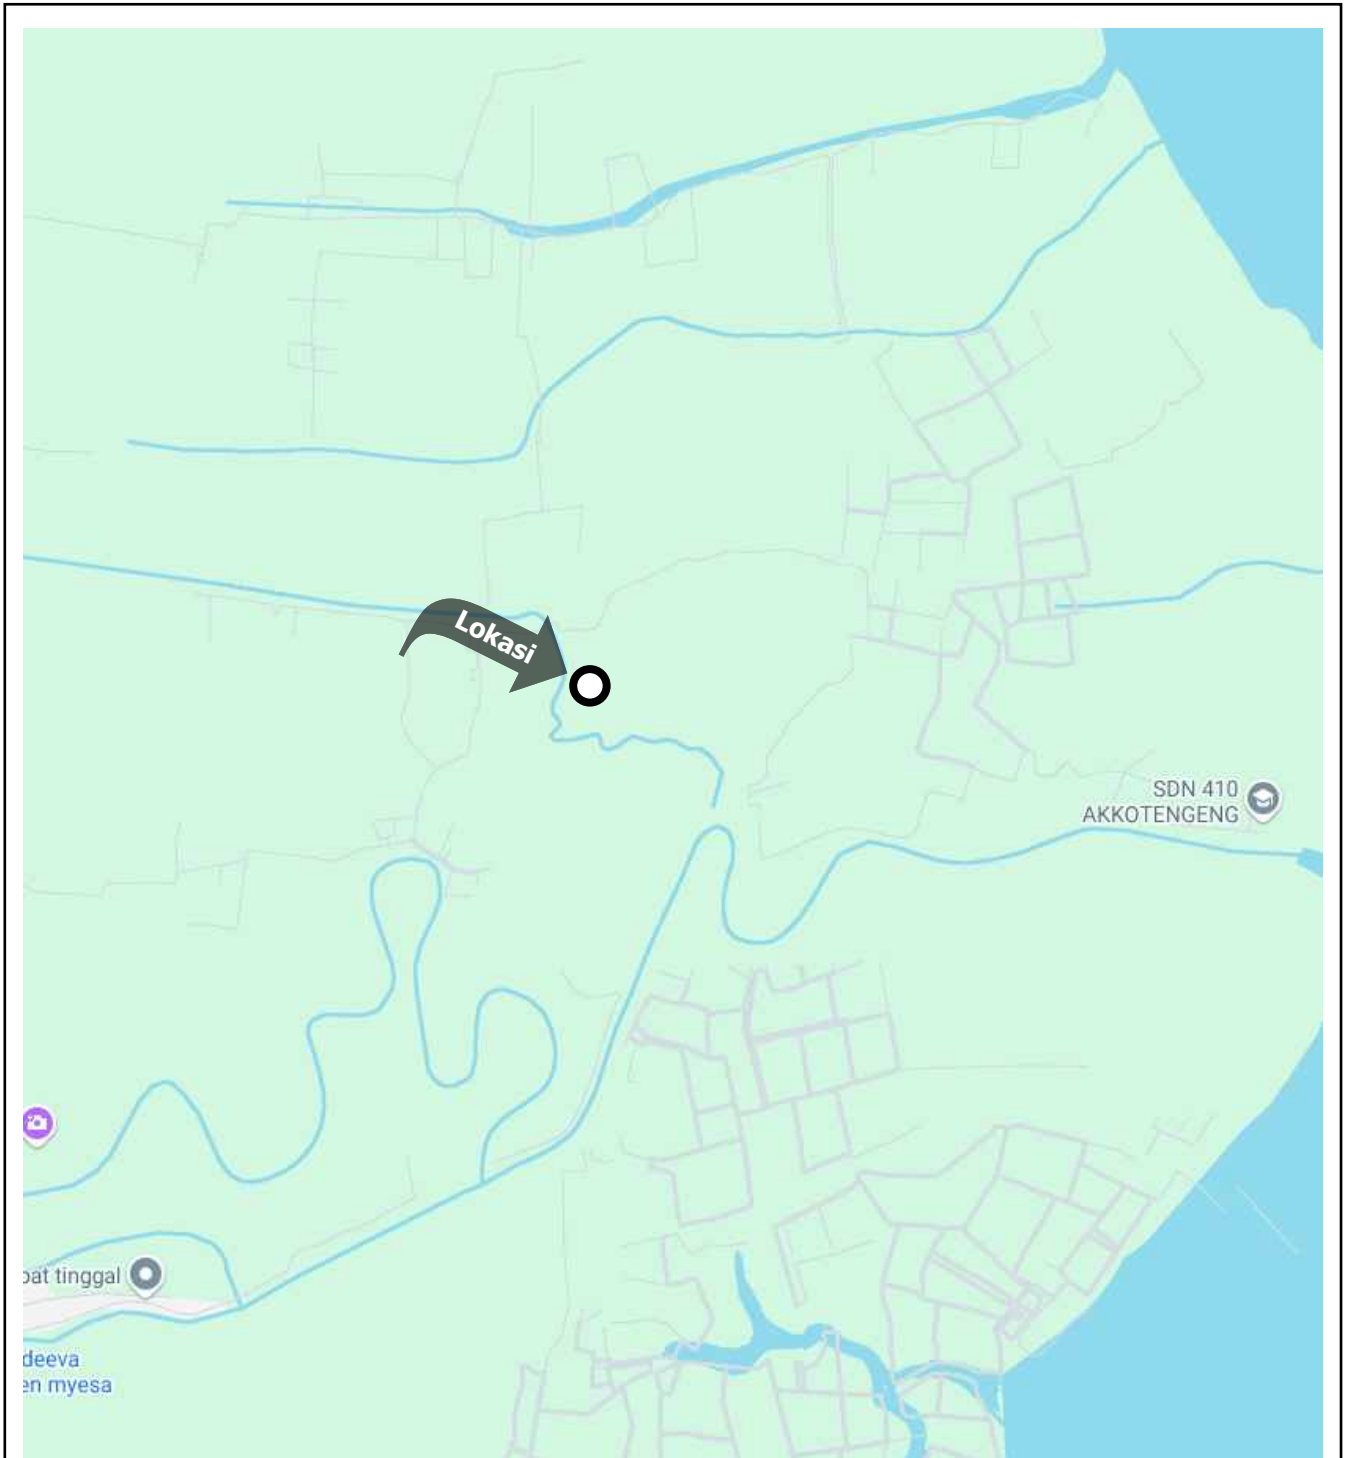 Lokasi
SDN 410
AKKOTENGENG
pat tinggal
deeva
en myesa